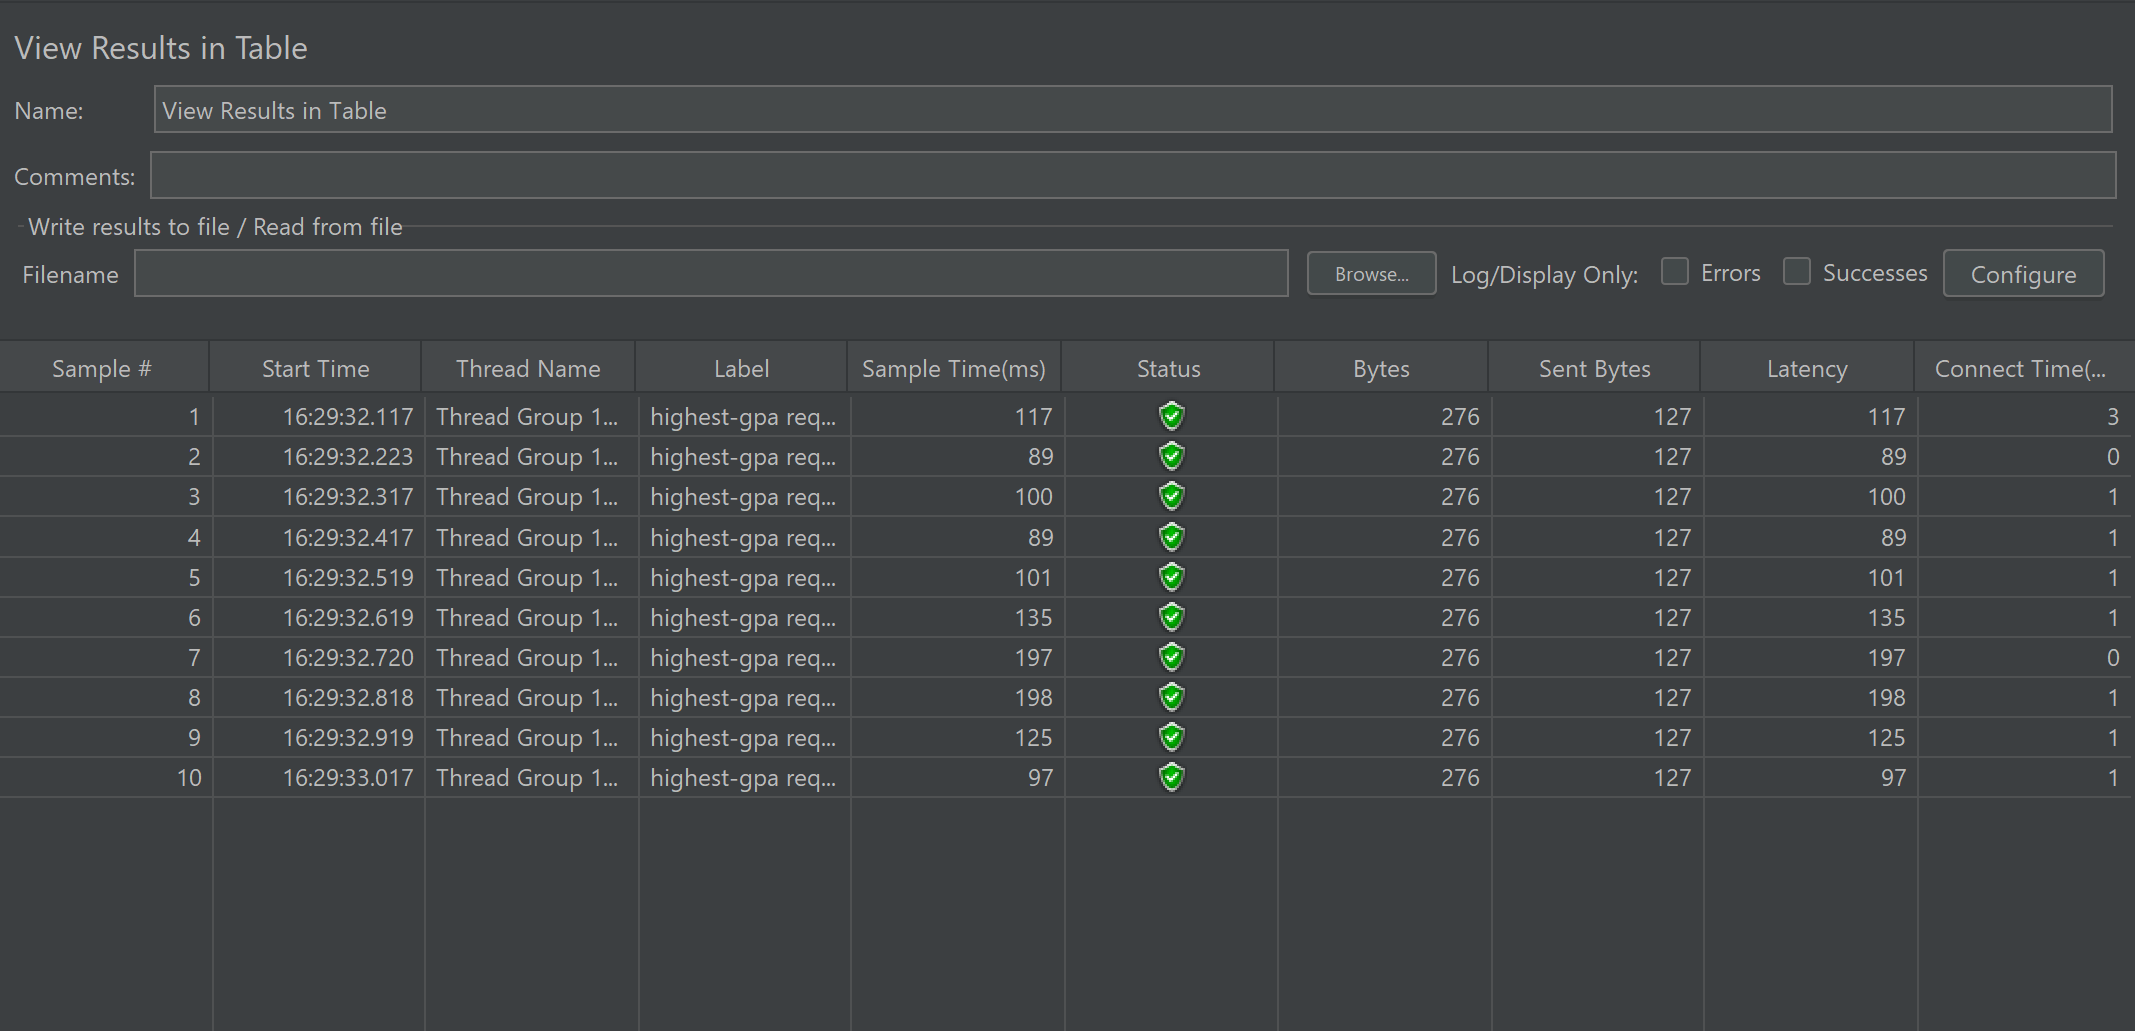 View Results in Table
Name: View Results in Table
Comments:
Write results to file / Read from file
Filename Browse... Log/Display Only: Errors Successes Configure
Sample # Start Time Thread Name Label Sample Time(ms) Status Bytes Sent Bytes Latency Connect Time(...
1 16:29:32.117 Thread Group 1... highest-gpa req... 117 276 127 117 3
2 16:29:32.223 Thread Group 1... highest-gpa req... 89 276 127 89 0
3 16:29:32.317 Thread Group 1... highest-gpa req... 100 276 127 100 1
4 16:29:32.417 Thread Group 1... highest-gpa req... 89 276 127 89 1
5 16:29:32.519 Thread Group 1... highest-gpa req... 101 276 127 101 1
6 16:29:32.619 Thread Group 1... highest-gpa req... 135 276 127 135 1
7 16:29:32.720 Thread Group 1... highest-gpa req... 197 276 127 197 0
8 16:29:32.818 Thread Group 1... highest-gpa req... 198 276 127 198 1
9 16:29:32.919 Thread Group 1... highest-gpa req... 125 276 127 125 1
10 16:29:33.017 Thread Group 1... highest-gpa req... 97 276 127 97 1